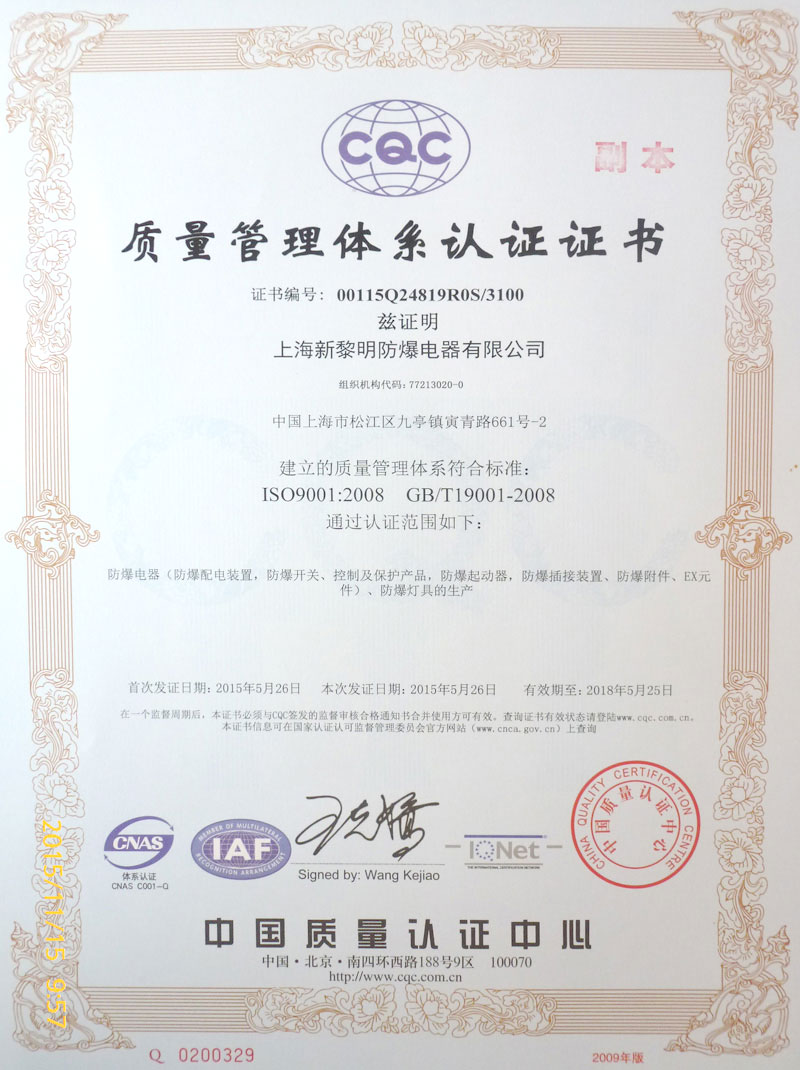 CQC
副本
质量管理体系认证证书
证书编号：00115Q24819R0S/3100
兹证明
上海新黎明防爆电器有限公司
组织机构代码：77213020-0
中国上海市松江区九亭镇寅青路661号-2
建立的质量管理体系符合标准：
ISO9001:2008 GB/T19001-2008
通过认证范围如下：
防爆电器（防爆配电装置，防爆开关、控制及保护产品，防爆起动器，防爆插接装置、防爆附件、EX元
件）、防爆灯具的生产
首次发证日期：2015年5月26日 本次发证日期：2015年5月26日 有效期至：2018年5月25日
在一个监督周期后，本证书必须与CQC签发的监督审核合格通知书合并使用方可有效。查询证书有效状态请登陆www.cqc.com.cn。
本证书信息可在国家认证认可监督管理委员会官方网站（www.cnca.gov.cn）上查询
CNAS
体系认证
CNAS C001-Q
MEMBER OF MULTILATERAL
IAF
RECOGNITION ARRANGEMENT
王克娇
Signed by: Wang Kejiao
IQNet
THE INTERNATIONAL CERTIFICATION NETWORK
CHINA QUALITY CERTIFICATION CENTRE
中国质量认证中心
中国质量认证中心
中国·北京·南四环西路188号9区 100070
http://www.cqc.com.cn
Q 0200329
2009年版
2015/11/15 9:57